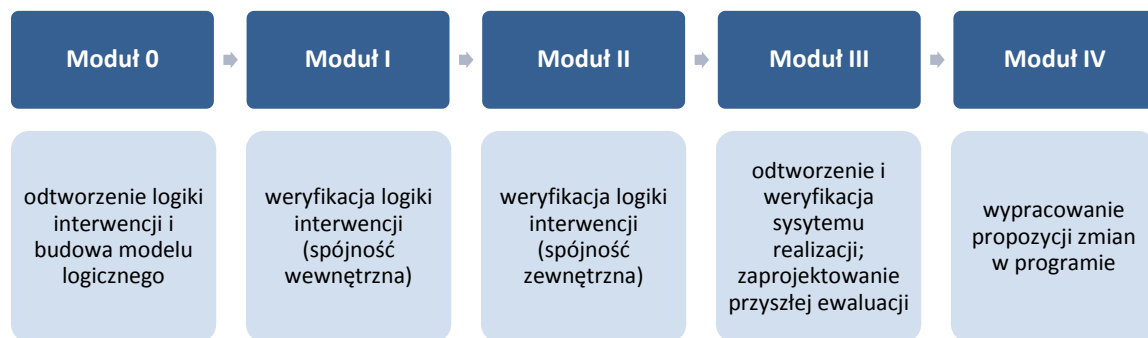 Moduł 0
Moduł I
Moduł II
Moduł III
Moduł IV
odtworzenie logiki
interwencji i
budowa modelu
logicznego
weryfikacja logiki
interwencji
(spójność
wewnętrzna)
weryfikacja logiki
interwencji
(spójność
zewnętrzna)
odtworzenie i
weryfikacja
sysytemu
realizacji;
zaprojektowanie
przyszłej ewaluacji
wypracowanie
propozycji zmian
w programie